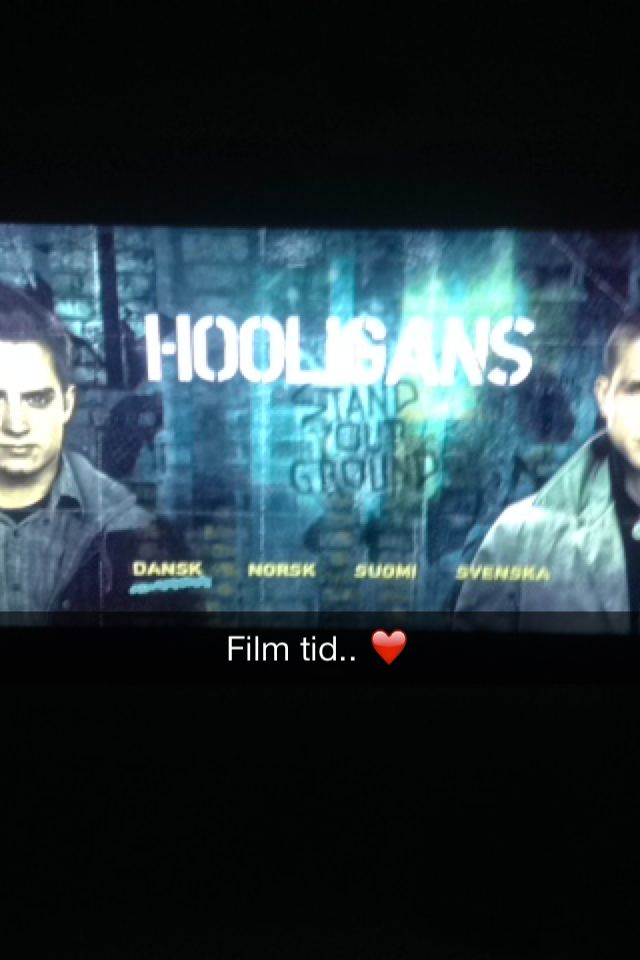 HOOLIGANS
STAND
YOUR
GROUND
DANSK NORSK SUOMI SVENSKA
Film tid.. ❤️